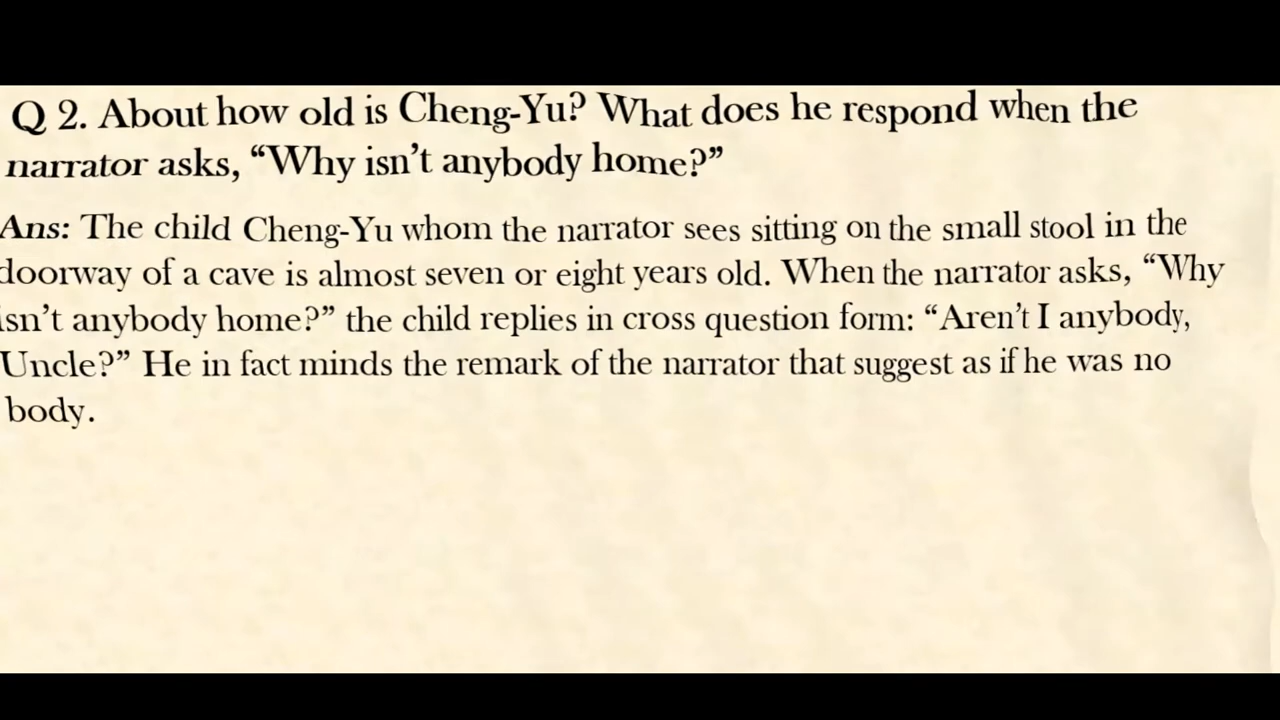 Q 2. About how old is Cheng-Yu? What does he respond when the
narrator asks, “Why isn’t anybody home?”
Ans: The child Cheng-Yu whom the narrator sees sitting on the small stool in the
doorway of a cave is almost seven or eight years old. When the narrator asks, “Why
isn’t anybody home?” the child replies in cross question form: “Aren’t I anybody,
Uncle?” He in fact minds the remark of the narrator that suggest as if he was no
body.